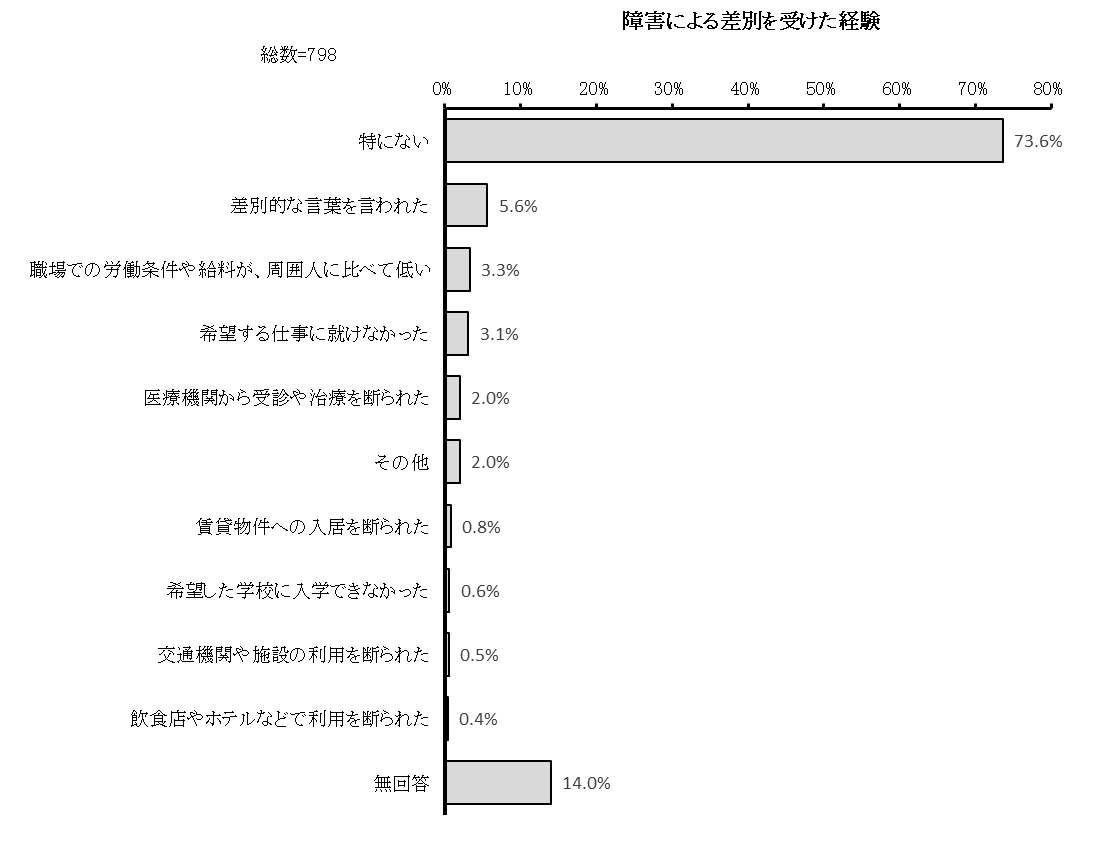 障害による差別を受けた経験
総数=798
0% 10% 20% 30% 40% 50% 60% 70% 80%
特にない 73.6%
差別的な言葉を言われた 5.6%
職場での労働条件や給料が、周囲人に比べて低い 3.3%
希望する仕事に就けなかった 3.1%
医療機関から受診や治療を断られた 2.0%
その他 2.0%
賃貸物件への入居を断られた 0.8%
希望した学校に入学できなかった 0.6%
交通機関や施設の利用を断られた 0.5%
飲食店やホテルなどで利用を断られた 0.4%
無回答 14.0%